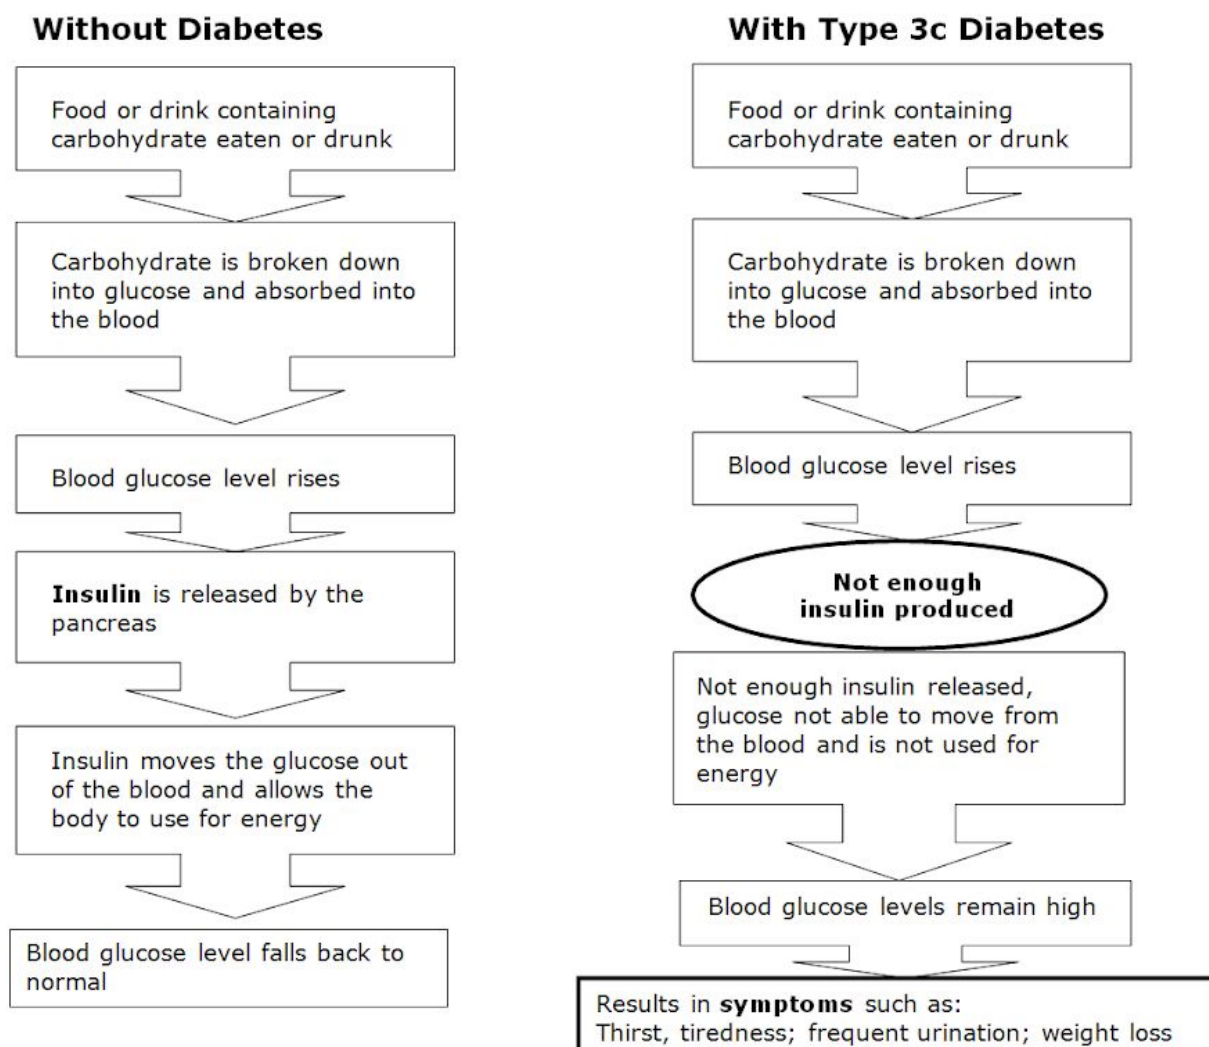 Without Diabetes
Food or drink containing
carbohydrate eaten or drunk
Carbohydrate is broken down
into glucose and absorbed into
the blood
Blood glucose level rises
Insulin is released by the
pancreas
Insulin moves the glucose out
of the blood and allows the
body to use for energy
Blood glucose level falls back to
normal
With Type 3c Diabetes
Food or drink containing
carbohydrate eaten or drunk
Carbohydrate is broken down
into glucose and absorbed into
the blood
Blood glucose level rises
Not enough
insulin produced
Not enough insulin released,
glucose not able to move from
the blood and is not used for
energy
Blood glucose levels remain high
Results in symptoms such as:
Thirst, tiredness; frequent urination; weight loss